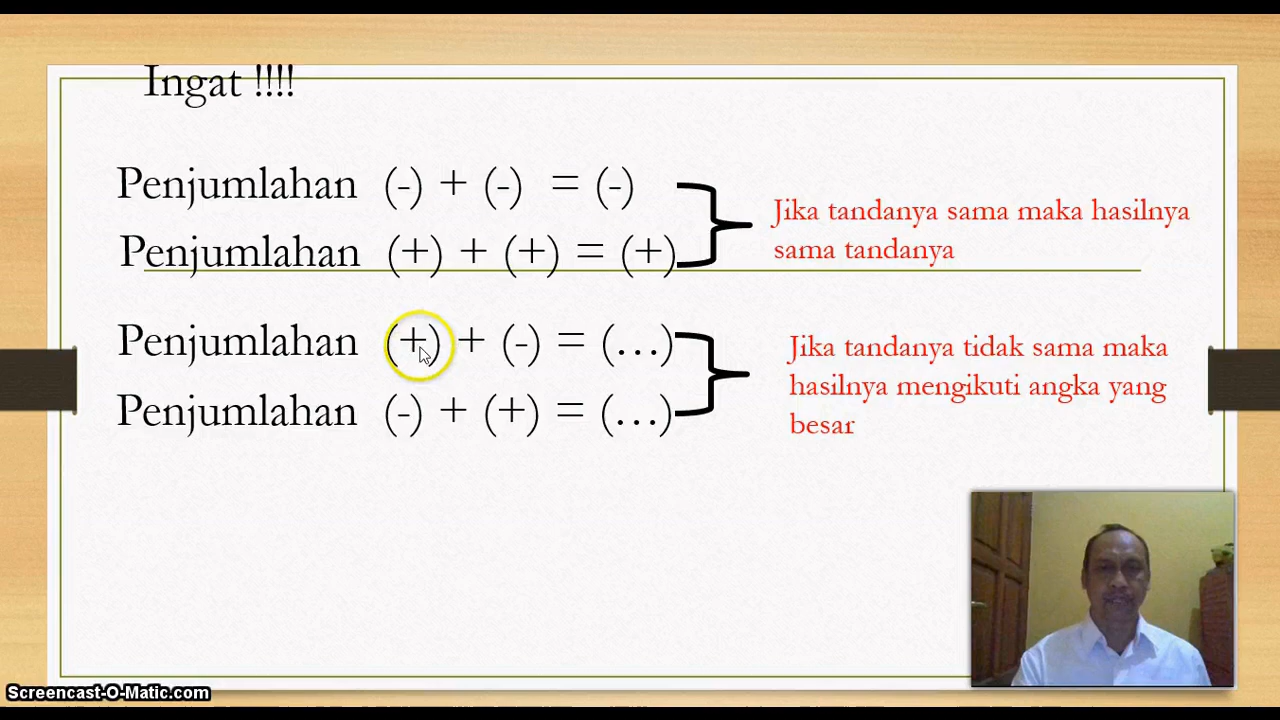 Ingat !!!!
Penjumlahan (-) + (-) = (-)
Penjumlahan (+) + (+) = (+)
Jika tandanya sama maka hasilnya
sama tandanya
Penjumlahan (+) + (-) = (...)
Penjumlahan (-) + (+) = (...)
Jika tandanya tidak sama maka
hasilnya mengikuti angka yang
besar
Screencast-O-Matic.com